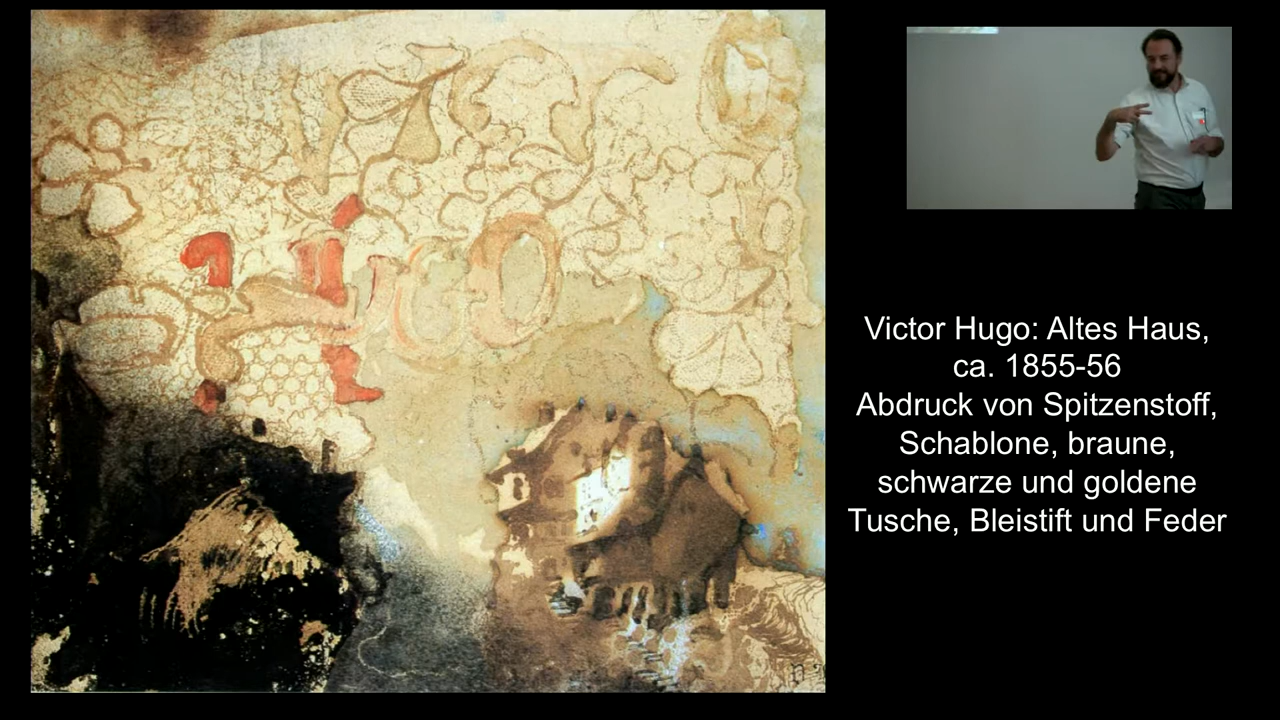 HUGO
Victor Hugo: Altes Haus,
ca. 1855-56
Abdruck von Spitzenstoff,
Schablone, braune,
schwarze und goldene
Tusche, Bleistift und Feder